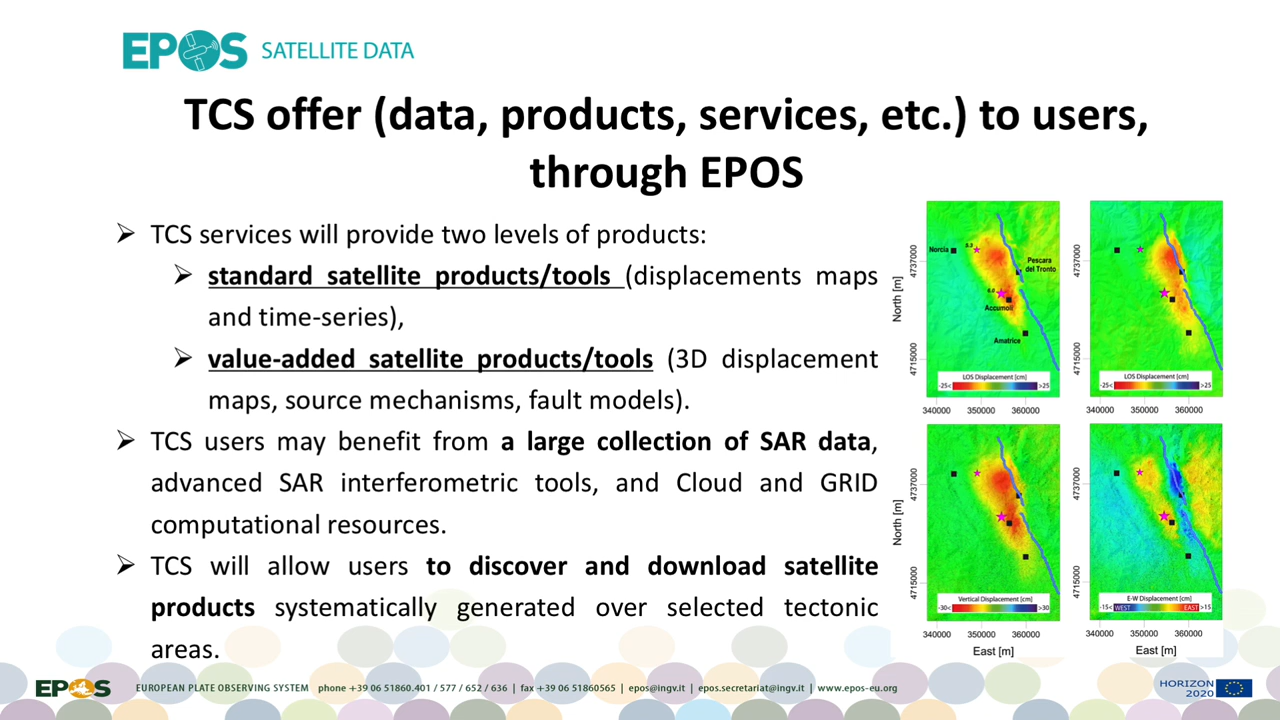 EPOS SATELLITE DATA
TCS offer (data, products, services, etc.) to users,
through EPOS
➢ TCS services will provide two levels of products:
➢ standard satellite products/tools (displacements maps
and time-series),
➢ value-added satellite products/tools (3D displacement
maps, source mechanisms, fault models).
➢ TCS users may benefit from a large collection of SAR data,
advanced SAR interferometric tools, and Cloud and GRID
computational resources.
➢ TCS will allow users to discover and download satellite
products systematically generated over selected tectonic
areas.
North [m]
4737000
4715000
Norcia
5.3
Pescara
del Tronto
6.0
Accumoli
Amatrice
LOS Displacement [cm]
-25< >25
340000 350000 360000
4737000
4715000
LOS Displacement [cm]
-25< >25
340000 350000 360000
North [m]
4737000
4715000
Vertical Displacement [cm]
-30< >30
340000 350000 360000
East [m]
4737000
4715000
E-W Displacement [cm]
-15< WEST EAST >15
340000 350000 360000
East [m]
EPOS EUROPEAN PLATE OBSERVING SYSTEM phone +39 06 51860.401 / 577 / 652 / 636 | fax +39 06 51860565 | epos@ingv.it | epos.secretariat@ingv.it | www.epos-eu.org
HORIZON
2020